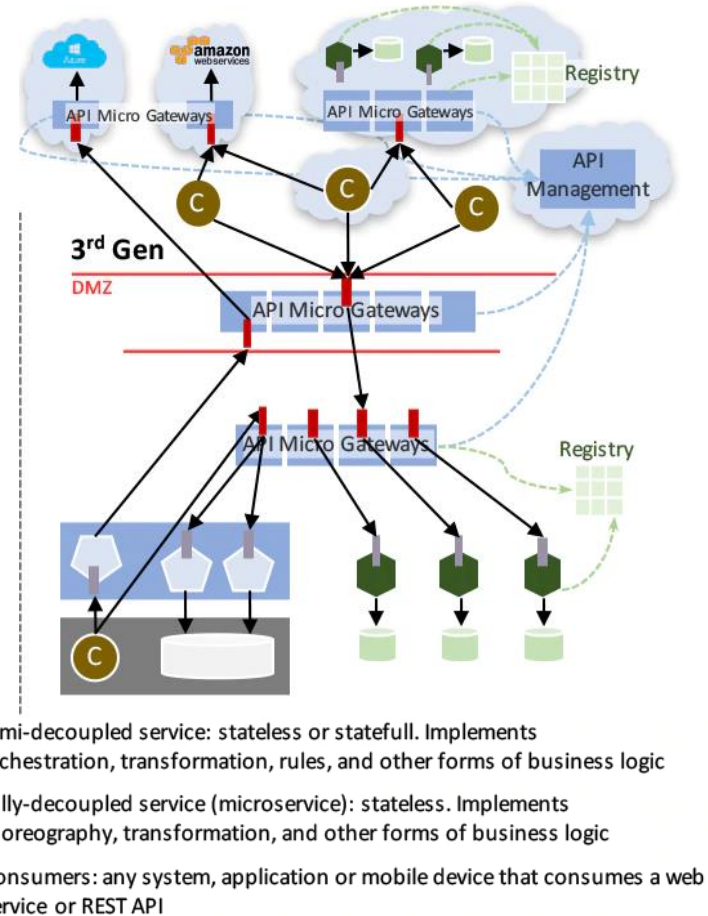 Azure
amazon
webservices
Registry
API Micro Gateways
API Micro Gateways
API
Management
C
C
C
3rd Gen
DMZ
API Micro Gateways
API Micro Gateways
Registry
C
mi-decoupled service: stateless or statefull. Implements
chestration, transformation, rules, and other forms of business logic
lly-decoupled service (microservice): stateless. Implements
oreography, transformation, and other forms of business logic
onsumers: any system, application or mobile device that consumes a web
ervice or REST API